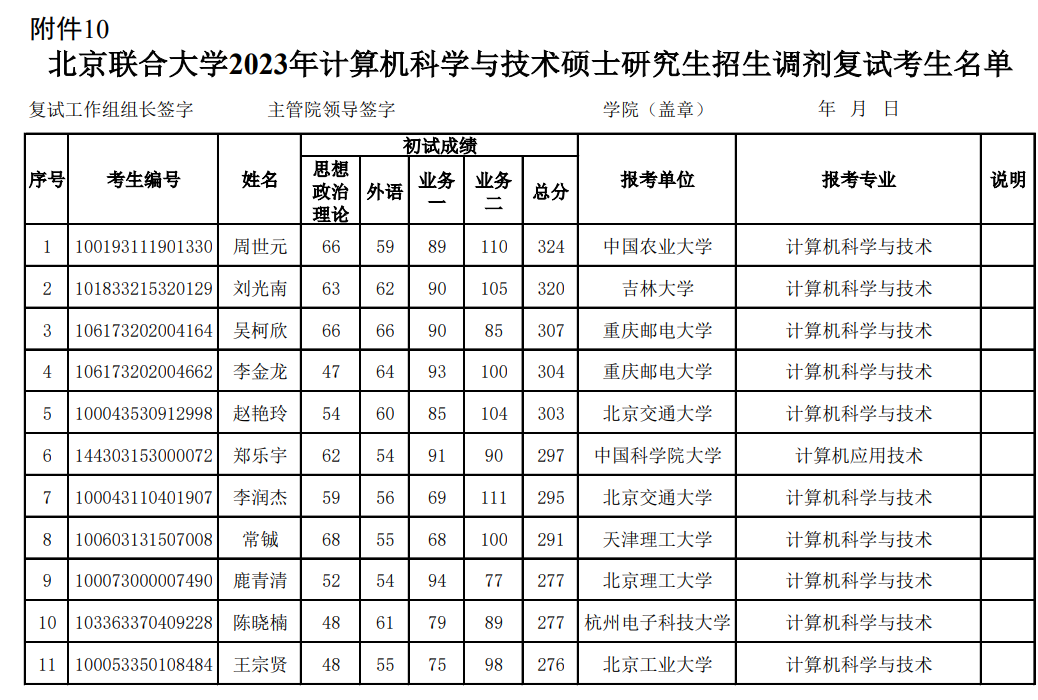 附件10
北京联合大学2023年计算机科学与技术硕士研究生招生调剂复试考生名单
复试工作组组长签字 主管院领导签字 学院（盖章） 年 月 日
序号 考生编号 姓名 初试成绩 报考单位 报考专业 说明
思想政治理论 外语 业务一 业务二 总分
1 100193111901330 周世元 66 59 89 110 324 中国农业大学 计算机科学与技术
2 101833215320129 刘光南 63 62 90 105 320 吉林大学 计算机科学与技术
3 106173202004164 吴柯欣 66 66 90 85 307 重庆邮电大学 计算机科学与技术
4 106173202004662 李金龙 47 64 93 100 304 重庆邮电大学 计算机科学与技术
5 100043530912998 赵艳玲 54 60 85 104 303 北京交通大学 计算机科学与技术
6 144303153000072 郑乐宇 62 54 91 90 297 中国科学院大学 计算机应用技术
7 100043110401907 李润杰 59 56 69 111 295 北京交通大学 计算机科学与技术
8 100603131507008 常铖 68 55 68 100 291 天津理工大学 计算机科学与技术
9 100073000007490 鹿青清 52 54 94 77 277 北京理工大学 计算机科学与技术
10 103363370409228 陈晓楠 48 61 79 89 277 杭州电子科技大学 计算机科学与技术
11 100053350108484 王宗贤 48 55 75 98 276 北京工业大学 计算机科学与技术